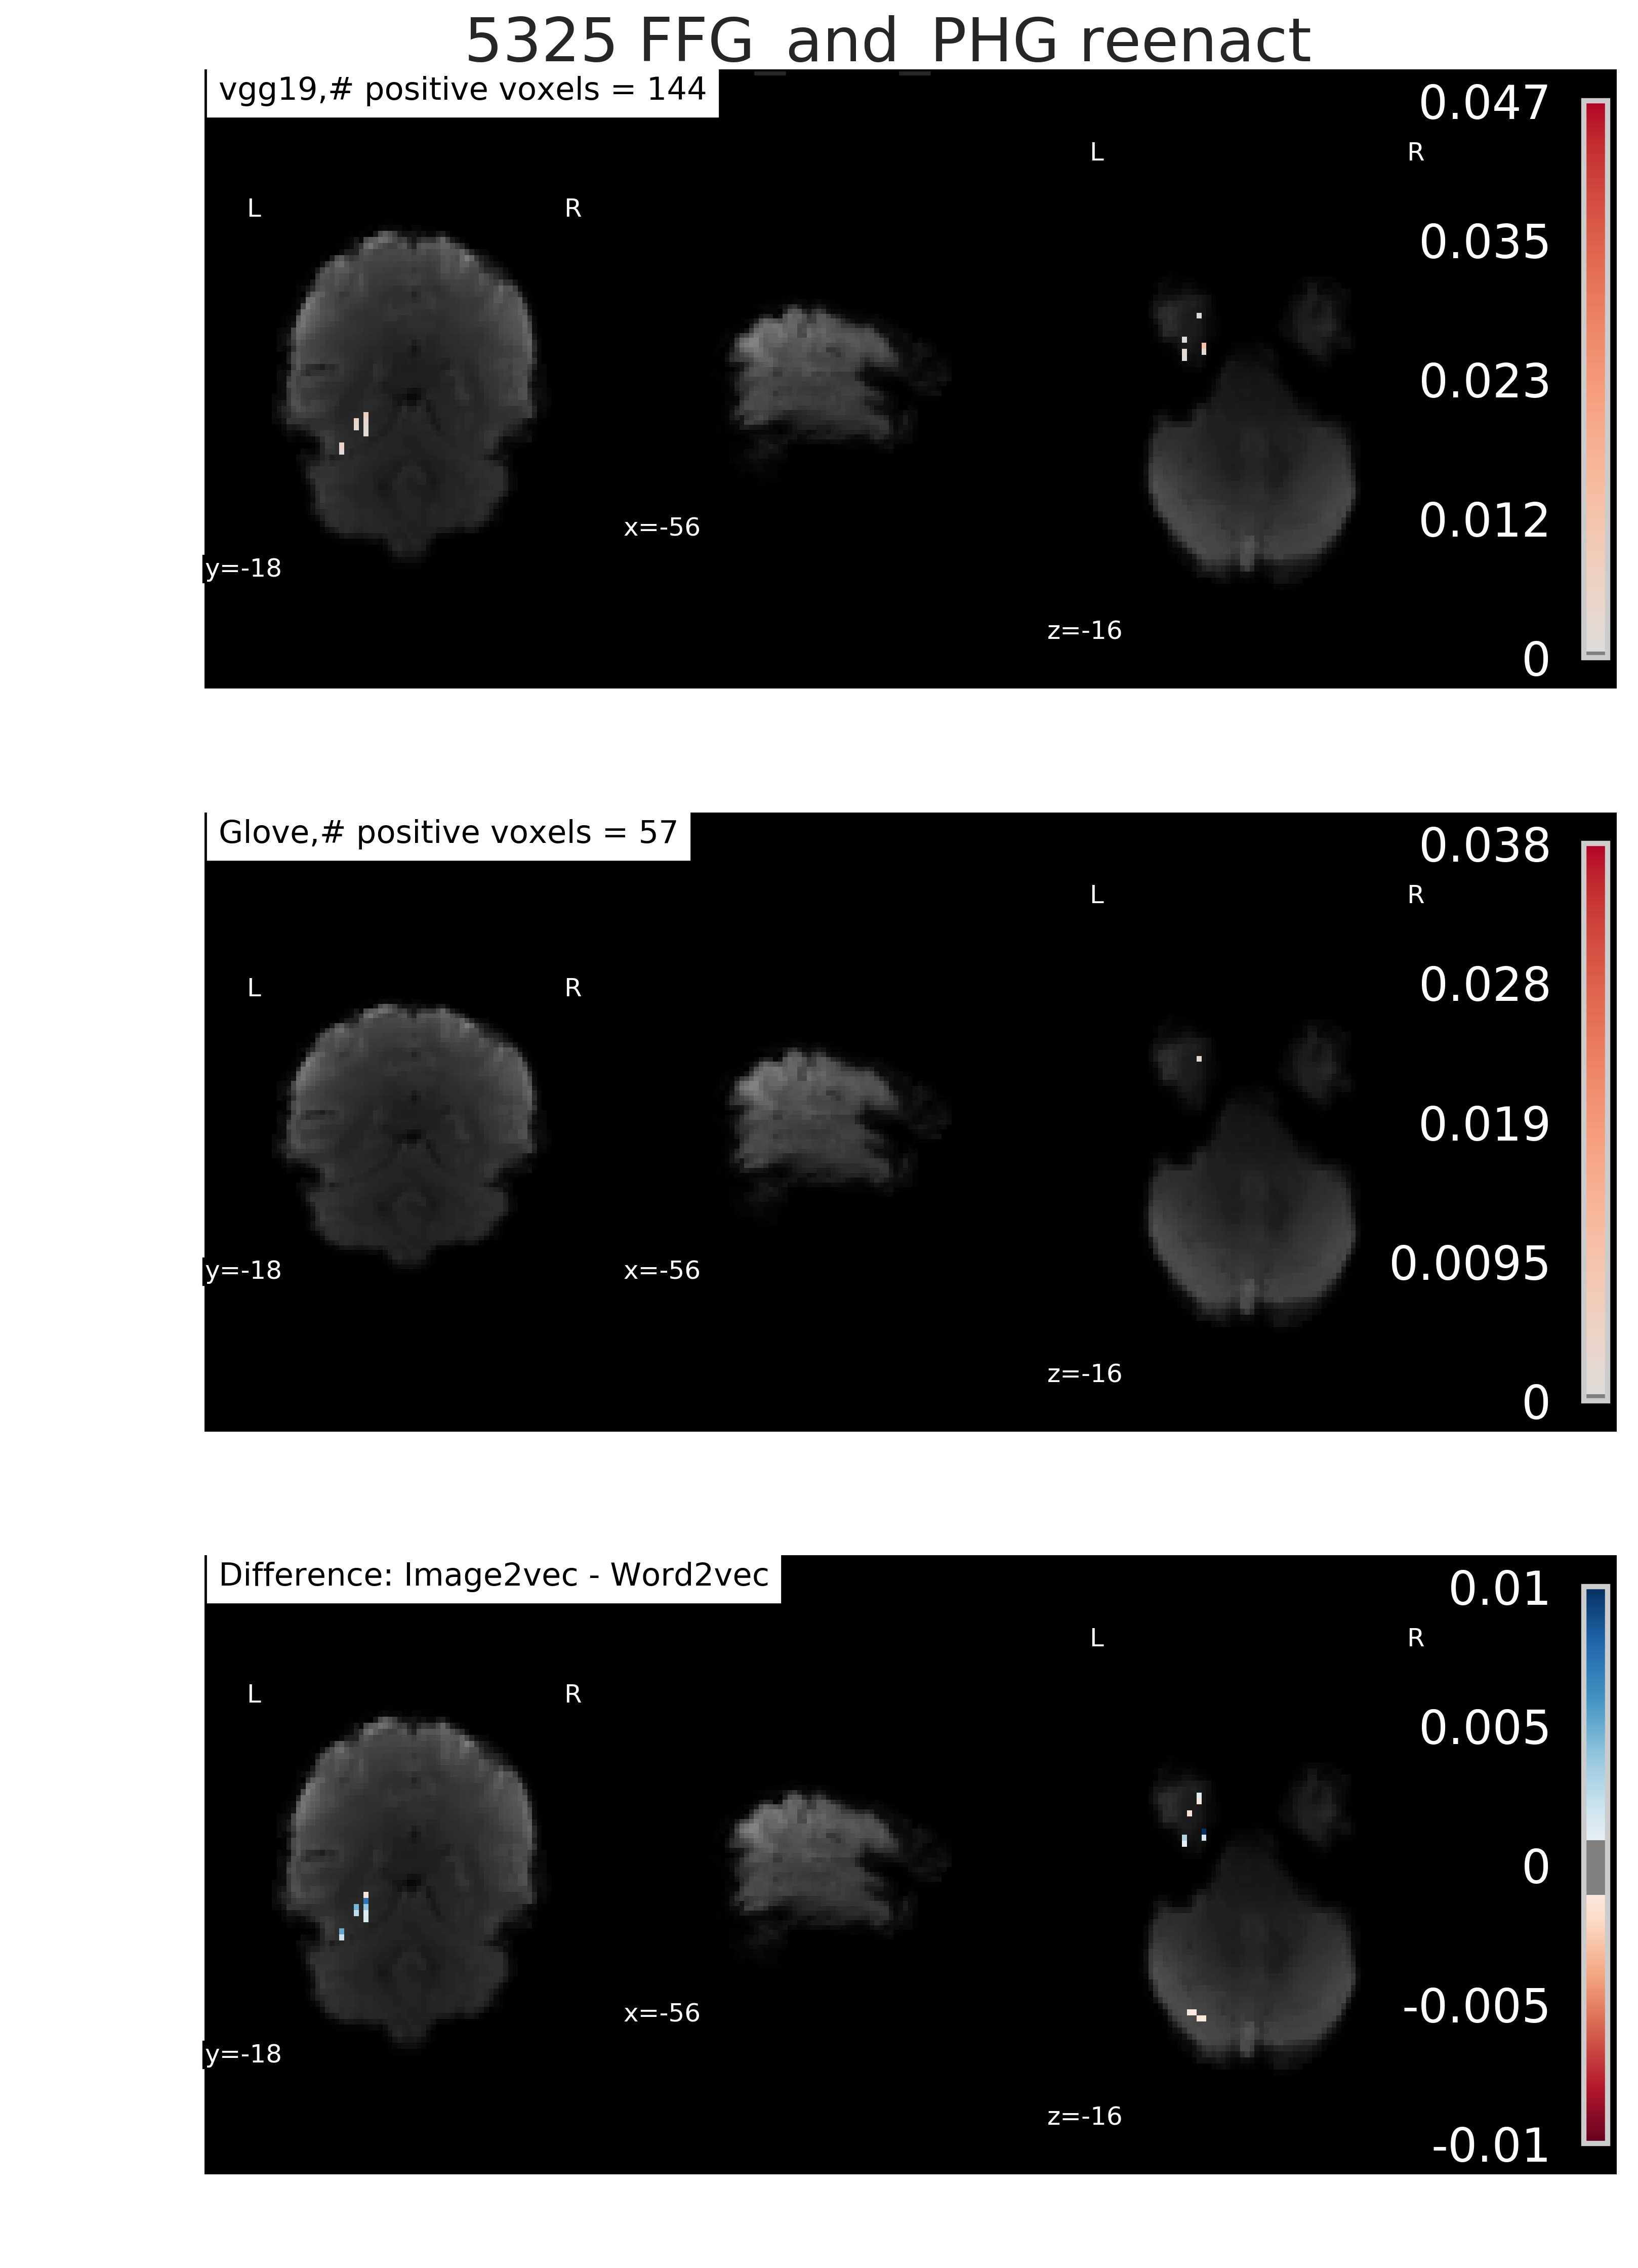 5325 FFG_and_PHG reenact
vgg19,# positive voxels = 144
0.047
L R
0.035
L R
0.023
0.012
x=-56
y=-18
z=-16
0
Glove,# positive voxels = 57
0.038
L R
0.028
L R
0.019
0.0095
y=-18
x=-56
z=-16
0
Difference: Image2vec - Word2vec
0.01
L R
L R
0.005
0
-0.005
x=-56
y=-18
z=-16
-0.01